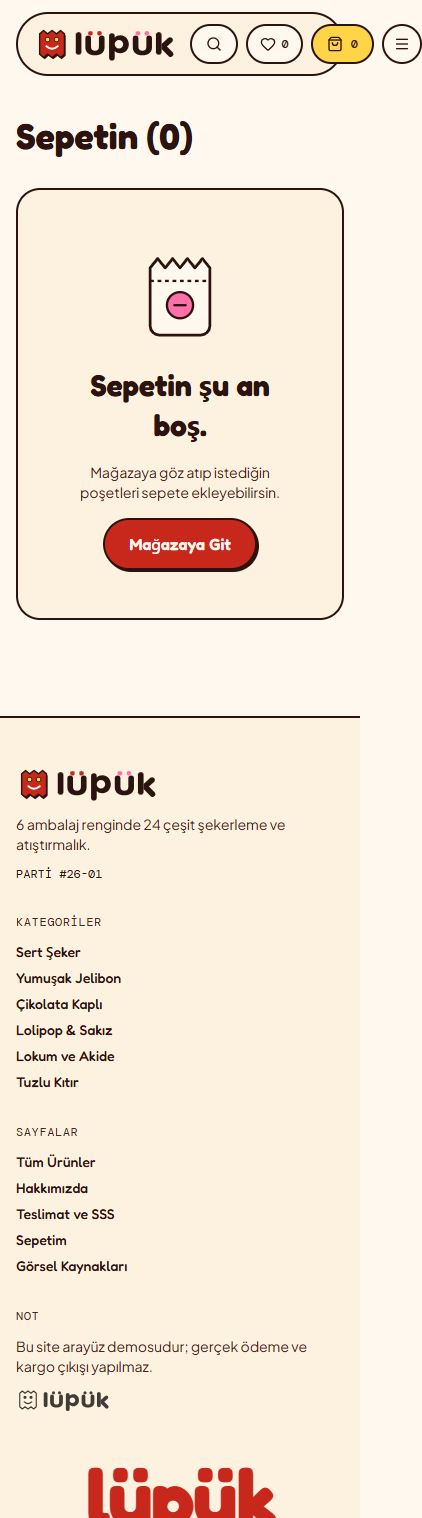 lüpük
0
0
Sepetin (0)
Sepetin şu an
boş.
Mağazaya göz atıp istediğin
poşetleri sepete ekleyebilirsin.
Mağazaya Git
lüpük
6 ambalaj renginde 24 çeşit şekerleme ve
atıştırmalık.
PARTİ #26-01
KATEGORİLER
Sert Şeker
Yumuşak Jelibon
Çikolata Kaplı
Lolipop & Sakız
Lokum ve Akide
Tuzlu Kıtır
SAYFALAR
Tüm Ürünler
Hakkımızda
Teslimat ve SSS
Sepetim
Görsel Kaynakları
NOT
Bu site arayüz demosudur; gerçek ödeme ve
kargo çıkışı yapılmaz.
lüpük
lüpük